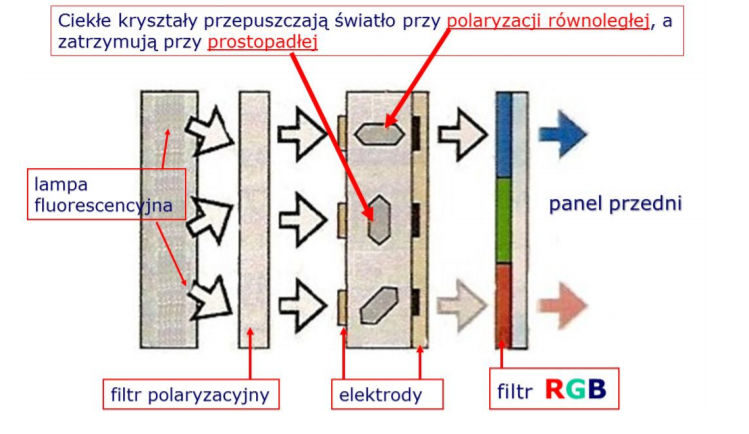 Ciekłe kryształy przepuszczają światło przy polaryzacji równoległej, a
zatrzymują przy prostopadłej
lampa
fluorescencyjna
panel przedni
filtr polaryzacyjny
elektrody
filtr RGB